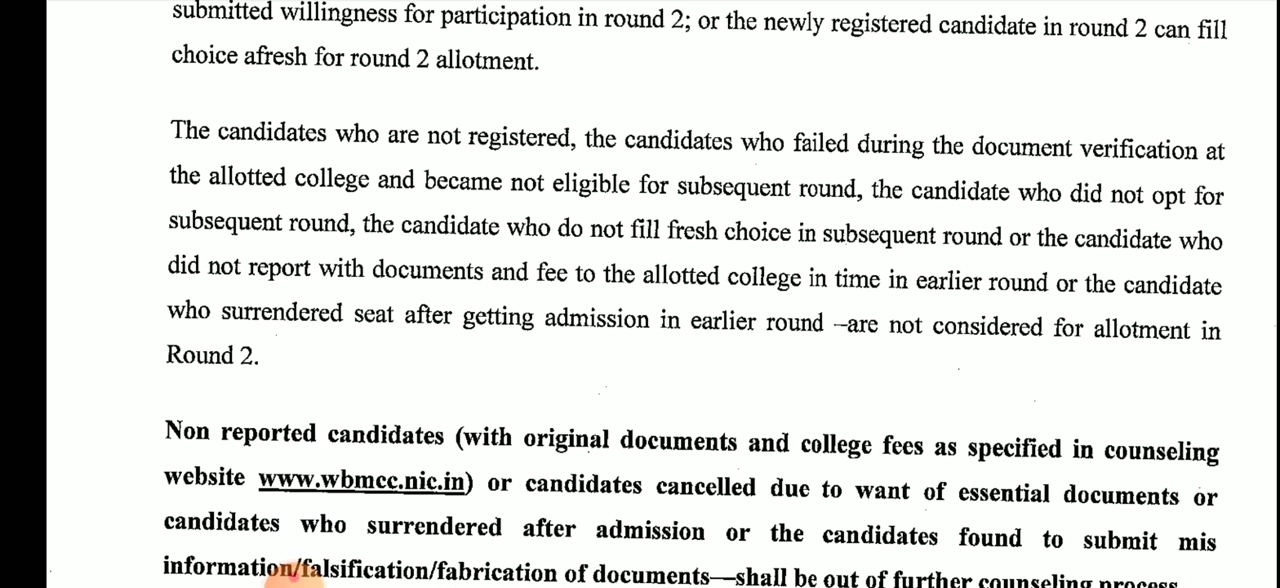 submitted willingness for participation in round 2; or the newly registered candidate in round 2 can fill
choice afresh for round 2 allotment.
The candidates who are not registered, the candidates who failed during the document verification at
the allotted college and became not eligible for subsequent round, the candidate who did not opt for
subsequent round, the candidate who do not fill fresh choice in subsequent round or the candidate who
did not report with documents and fee to the allotted college in time in earlier round or the candidate
who surrendered seat after getting admission in earlier round –are not considered for allotment in
Round 2.
Non reported candidates (with original documents and college fees as specified in counseling
website www.wbmcc.nic.in) or candidates cancelled due to want of essential documents or
candidates who surrendered after admission or the candidates found to submit mis
information/falsification/fabrication of documents—shall be out of further counseling process